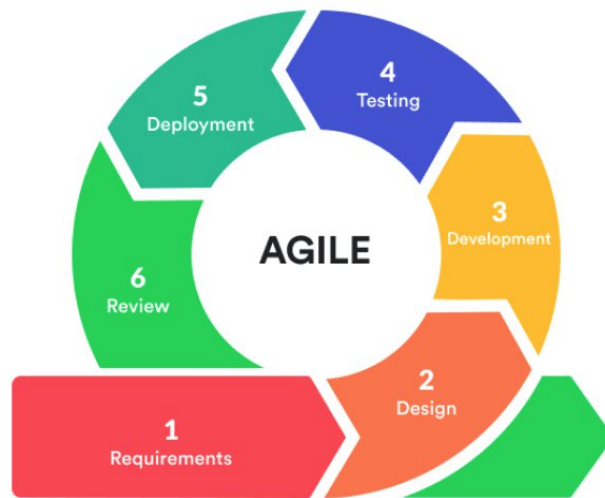 AGILE
1
Requirements
2
Design
3
Development
4
Testing
5
Deployment
6
Review